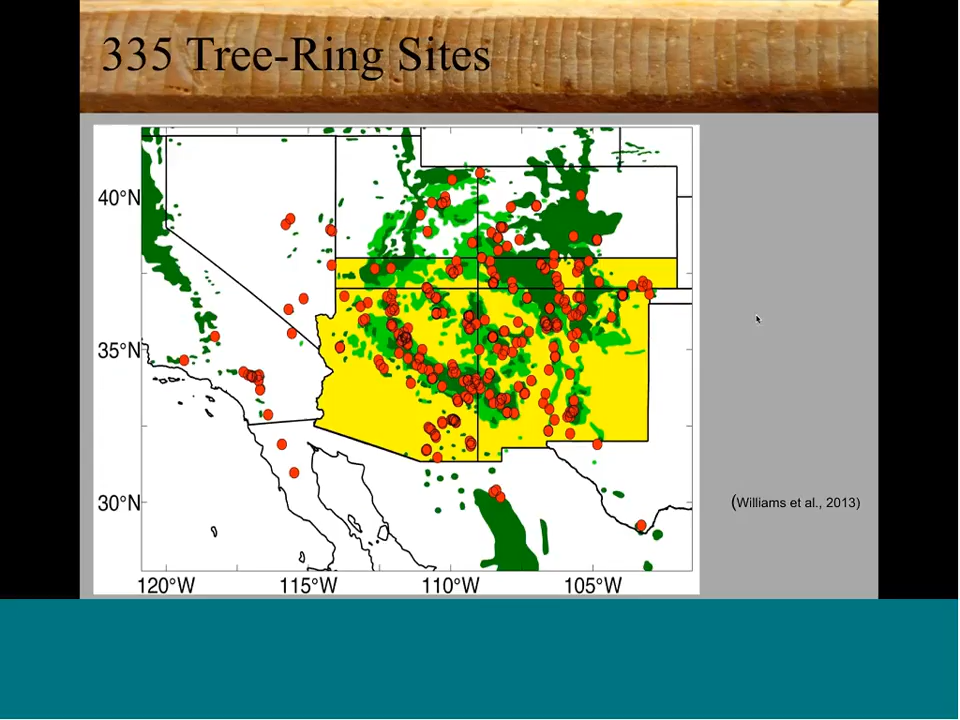 335 Tree-Ring Sites
40°N
35°N
30°N
120°W 115°W 110°W 105°W
(Williams et al., 2013)